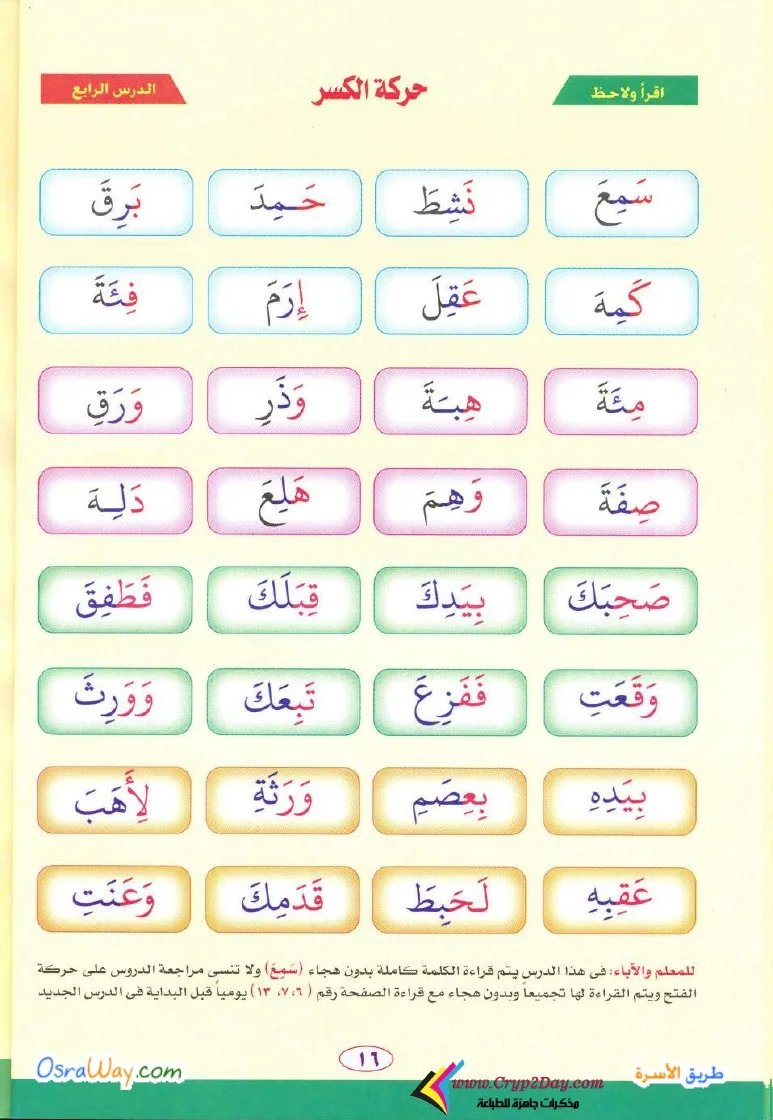 اقرأ ولاحظ حركة الكسر الدرس الرابع
سَمِعَ نَشِطَ حَمِدَ بَرِقَ
كَمِهَ عَقِلَ إِرَمَ فِئَةَ
مِئَةَ هِبَةَ وَذَرِ وَرَقِ
صِفَةَ وَهِمَ هَلِعَ دَلِهَ
صَحِبَكَ بِيَدِكَ قِبَلَكَ فَطَفِقَ
وَقَعَتِ فَفَزِعَ تَبِعَكَ وَوَرِثَ
بِيَدِهِ بِعِصَمِ وَرَثَةِ لِأَهَبَ
عَقِبِهِ لَحَبِطَ قَدَمِكَ وَعَنَتِ
للمعلم والآباء: فى هذا الدرس يتم قراءة الكلمة كاملة بدون هجاء (سَمِعَ) ولا تنسى مراجعة الدروس على حركة
الفتح ويتم القراءة لها تجميعاً وبدون هجاء مع قراءة الصفحة رقم (٦، ٧، ١٣) يومياً قبل البداية فى الدرس الجديد
١٦
طريق الأسرة www.Cryp2Day.com OsraWay.com
مذكرات جاهزة للطباعة